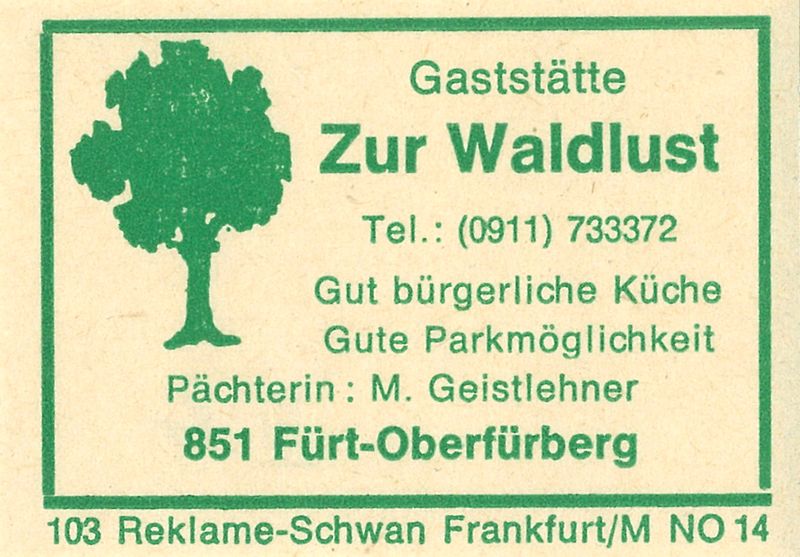 Gaststätte
Zur Waldlust
Tel.: (0911) 733372
Gut bürgerliche Küche
Gute Parkmöglichkeit
Pächterin: M. Geistlehner
851 Fürt-Oberfürberg
103 Reklame-Schwan Frankfurt/M NO 14